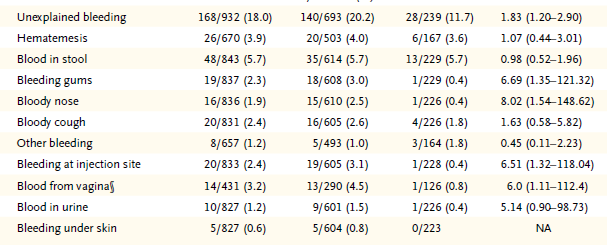 Unexplained bleeding 168/932 (18.0) 140/693 (20.2) 28/239 (11.7) 1.83 (1.20–2.90)
Hematemesis 26/670 (3.9) 20/503 (4.0) 6/167 (3.6) 1.07 (0.44–3.01)
Blood in stool 48/843 (5.7) 35/614 (5.7) 13/229 (5.7) 0.98 (0.52–1.96)
Bleeding gums 19/837 (2.3) 18/608 (3.0) 1/229 (0.4) 6.69 (1.35–121.32)
Bloody nose 16/836 (1.9) 15/610 (2.5) 1/226 (0.4) 8.02 (1.54–148.62)
Bloody cough 20/831 (2.4) 16/605 (2.6) 4/226 (1.8) 1.63 (0.58–5.82)
Other bleeding 8/657 (1.2) 5/493 (1.0) 3/164 (1.8) 0.45 (0.11–2.23)
Bleeding at injection site 20/833 (2.4) 19/605 (3.1) 1/228 (0.4) 6.51 (1.32–118.04)
Blood from vagina§ 14/431 (3.2) 13/290 (4.5) 1/126 (0.8) 6.0 (1.11–112.4)
Blood in urine 10/827 (1.2) 9/601 (1.5) 1/226 (0.4) 5.14 (0.90–98.73)
Bleeding under skin 5/827 (0.6) 5/604 (0.8) 0/223 NA